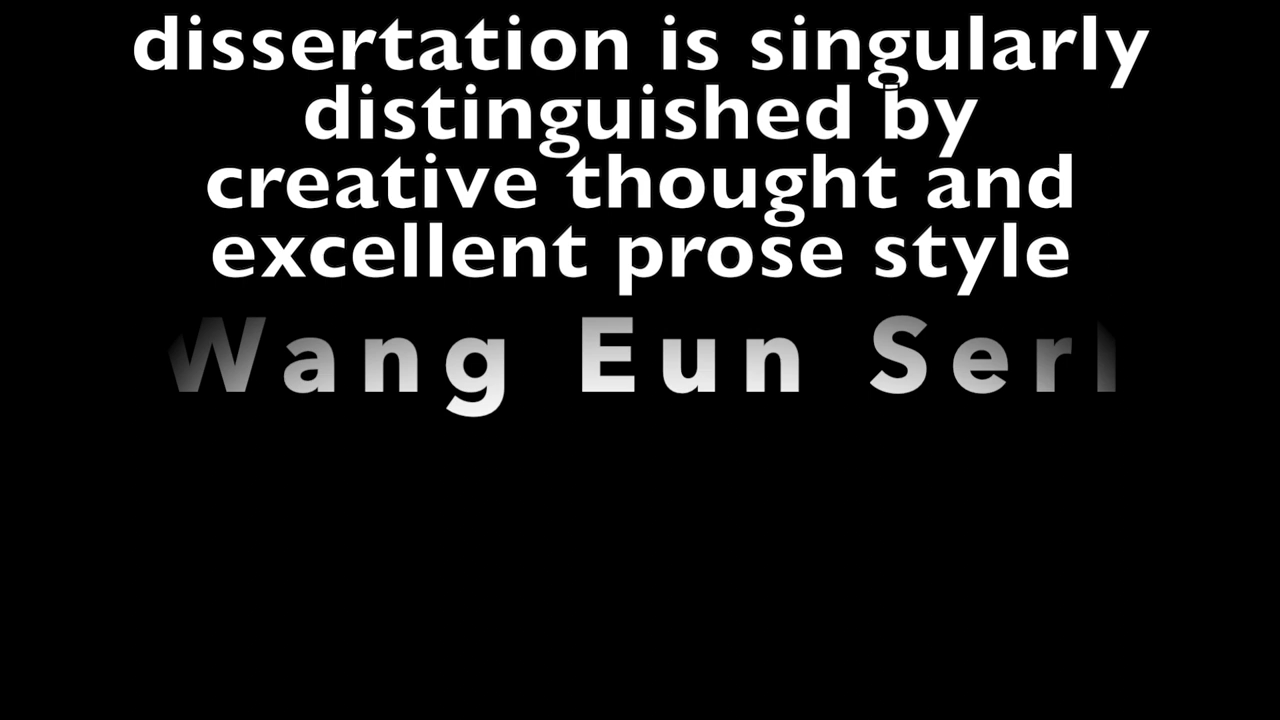 dissertation is singularly
distinguished by
creative thought and
excellent prose style
Wang Eun